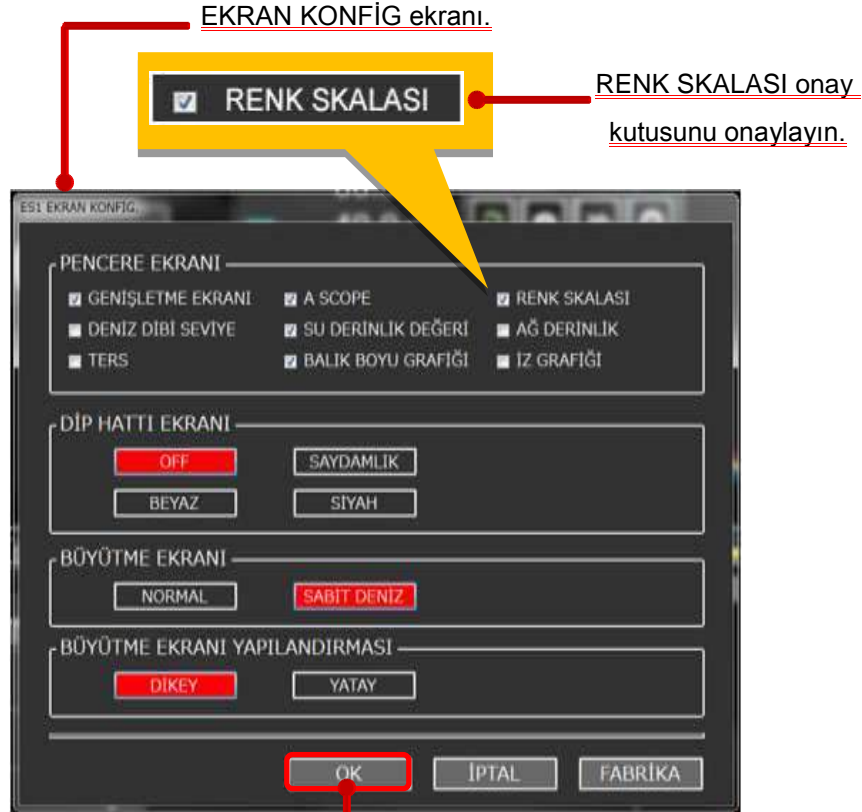 EKRAN KONFİG ekranı.
RENK SKALASI
RENK SKALASI onay
kutusunu onaylayın.
ES1 EKRAN KONFİG.
PENCERE EKRANI
GENİŞLETME EKRANI A SCOPE RENK SKALASI
DENİZ DİBİ SEVİYE SU DERİNLİK DEĞERİ AĞ DERİNLİK
TERS BALIK BOYU GRAFİĞİ İZ GRAFİĞİ
DİP HATTI EKRANI
OFF SAYDAMLIK
BEYAZ SİYAH
BÜYÜTME EKRANI
NORMAL SABİT DENİZ
BÜYÜTME EKRANI YAPILANDIRMASI
DİKEY YATAY
OK İPTAL FABRİKA